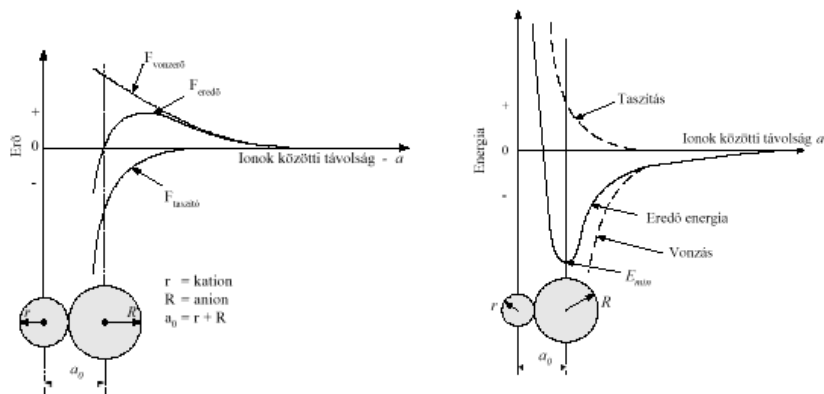 F vonzerő
F eredő
+
0
-
Erő
Ionok közötti távolság - a
F taszító
r = kation
R = anion
a₀ = r + R
r
R
a₀
Taszítás
+
0
-
Energia
Ionok közötti távolság a
Eredő energia
Vonzás
E min
r
R
a₀